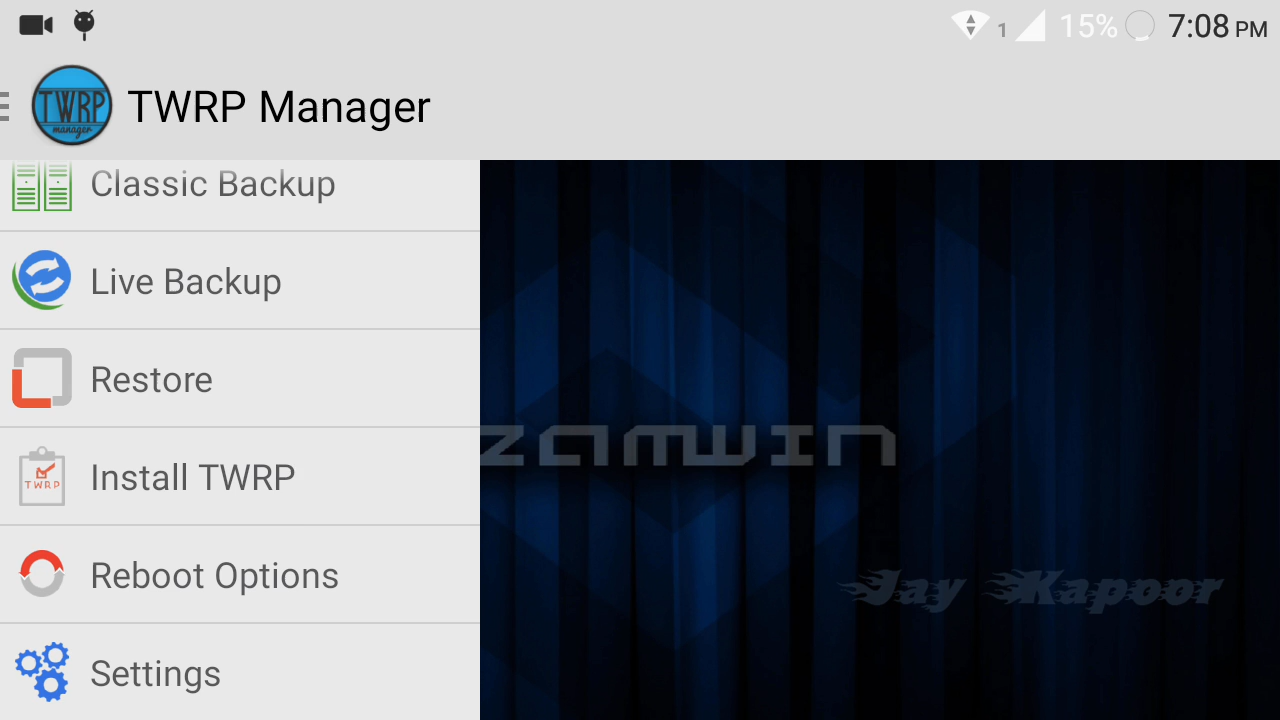 1 15% 7:08 PM
TWRP manager
TWRP Manager
Classic Backup
Live Backup
Restore
TWRP
Install TWRP
Reboot Options
Settings
zamwin
Jay Kapoor